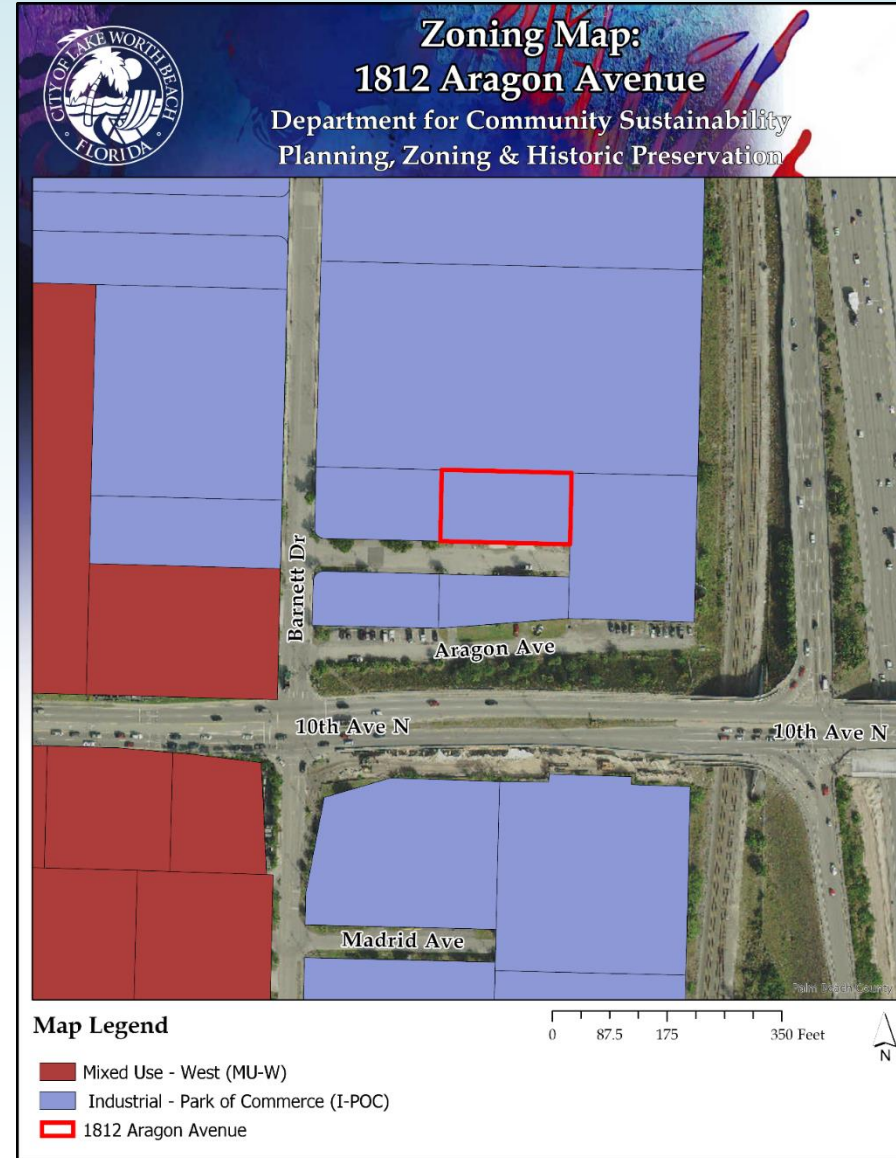 CITY OF LAKE WORTH BEACH
FLORIDA
Zoning Map:
1812 Aragon Avenue
Department for Community Sustainability
Planning, Zoning & Historic Preservation
Barnett Dr
Aragon Ave
10th Ave N
10th Ave N
Madrid Ave
Palm Beach County
Map Legend
0 87.5 175 350 Feet
N
Mixed Use - West (MU-W)
Industrial - Park of Commerce (I-POC)
1812 Aragon Avenue